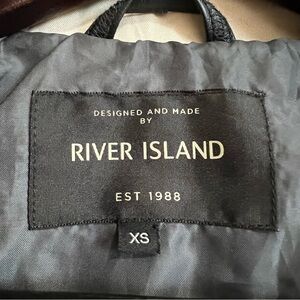 DESIGNED AND MADE
BY
RIVER ISLAND
EST 1988
XS